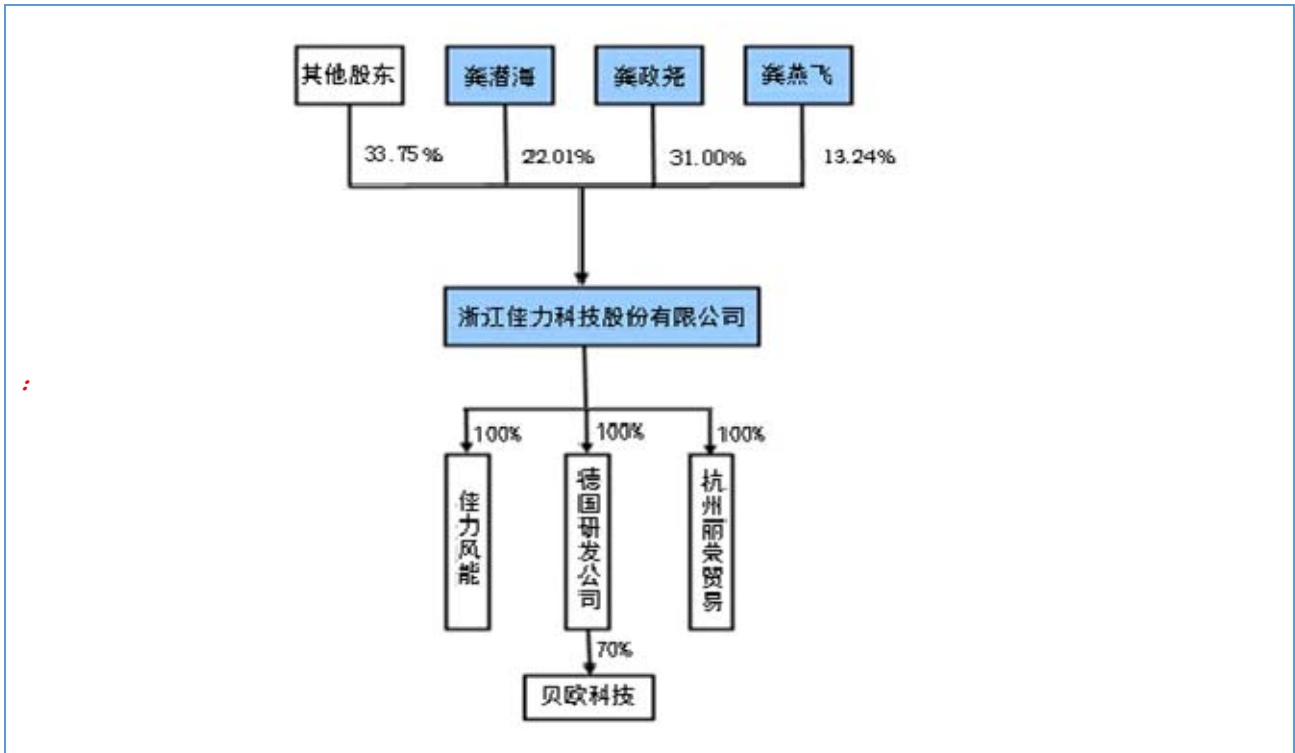 其他股东
龚潜海
龚政尧
龚燕飞
33.75%
22.01%
31.00%
13.24%
浙江佳力科技股份有限公司
:
100%
100%
100%
佳力风能
德国研发公司
杭州丽荣贸易
70%
贝欧科技